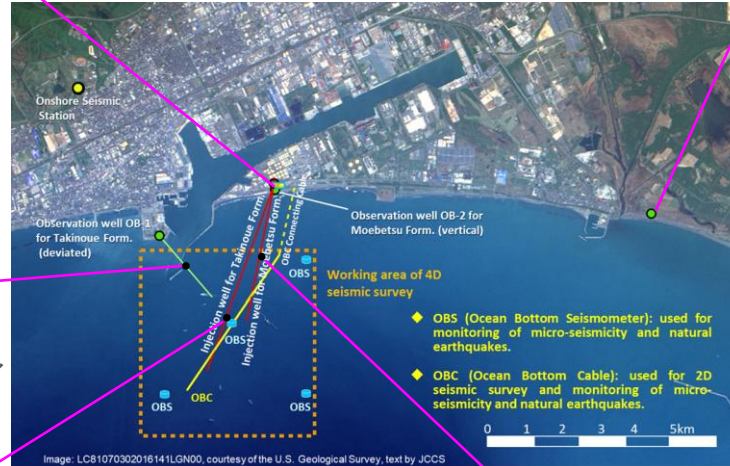 Onshore Seismic
Station
Observation well OB-1
for Takinoue Form.
(deviated)
Injection well for Takinoue Form.
Injection well for Moebetsu Form.
OBC Connecting Cable
Observation well OB-2 for
Moebetsu Form. (vertical)
OBS
Working area of 4D
seismic survey
OBS
OBC
OBS
OBS
◆ OBS (Ocean Bottom Seismometer): used for
monitoring of micro-seismicity and natural
earthquakes.
◆ OBC (Ocean Bottom Cable): used for 2D
seismic survey and monitoring of micro-
seismicity and natural earthquakes.
0 1 2 3 4 5km
Image: LC81070302016141LGN00, courtesy of the U.S. Geological Survey, text by JCCS